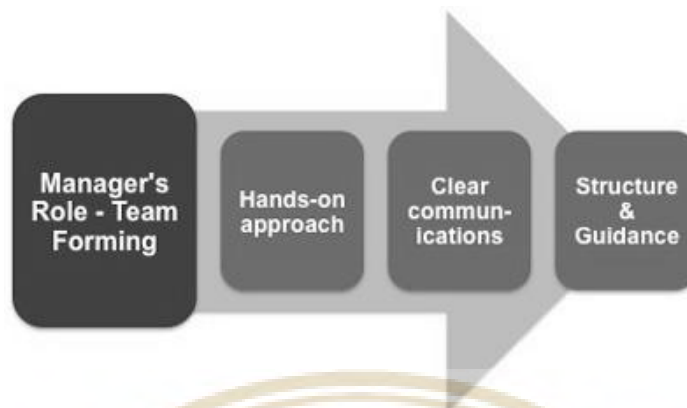 Manager's
Role - Team
Forming
Hands-on
approach
Clear
commun-
ications
Structure
&
Guidance